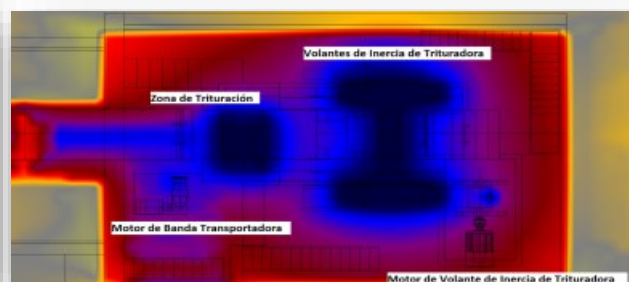 Volantes de Inercia de Trituradora
Zona de Trituración
Motor de Banda Transportadora
Motor de Volante de Inercia de Trituradora